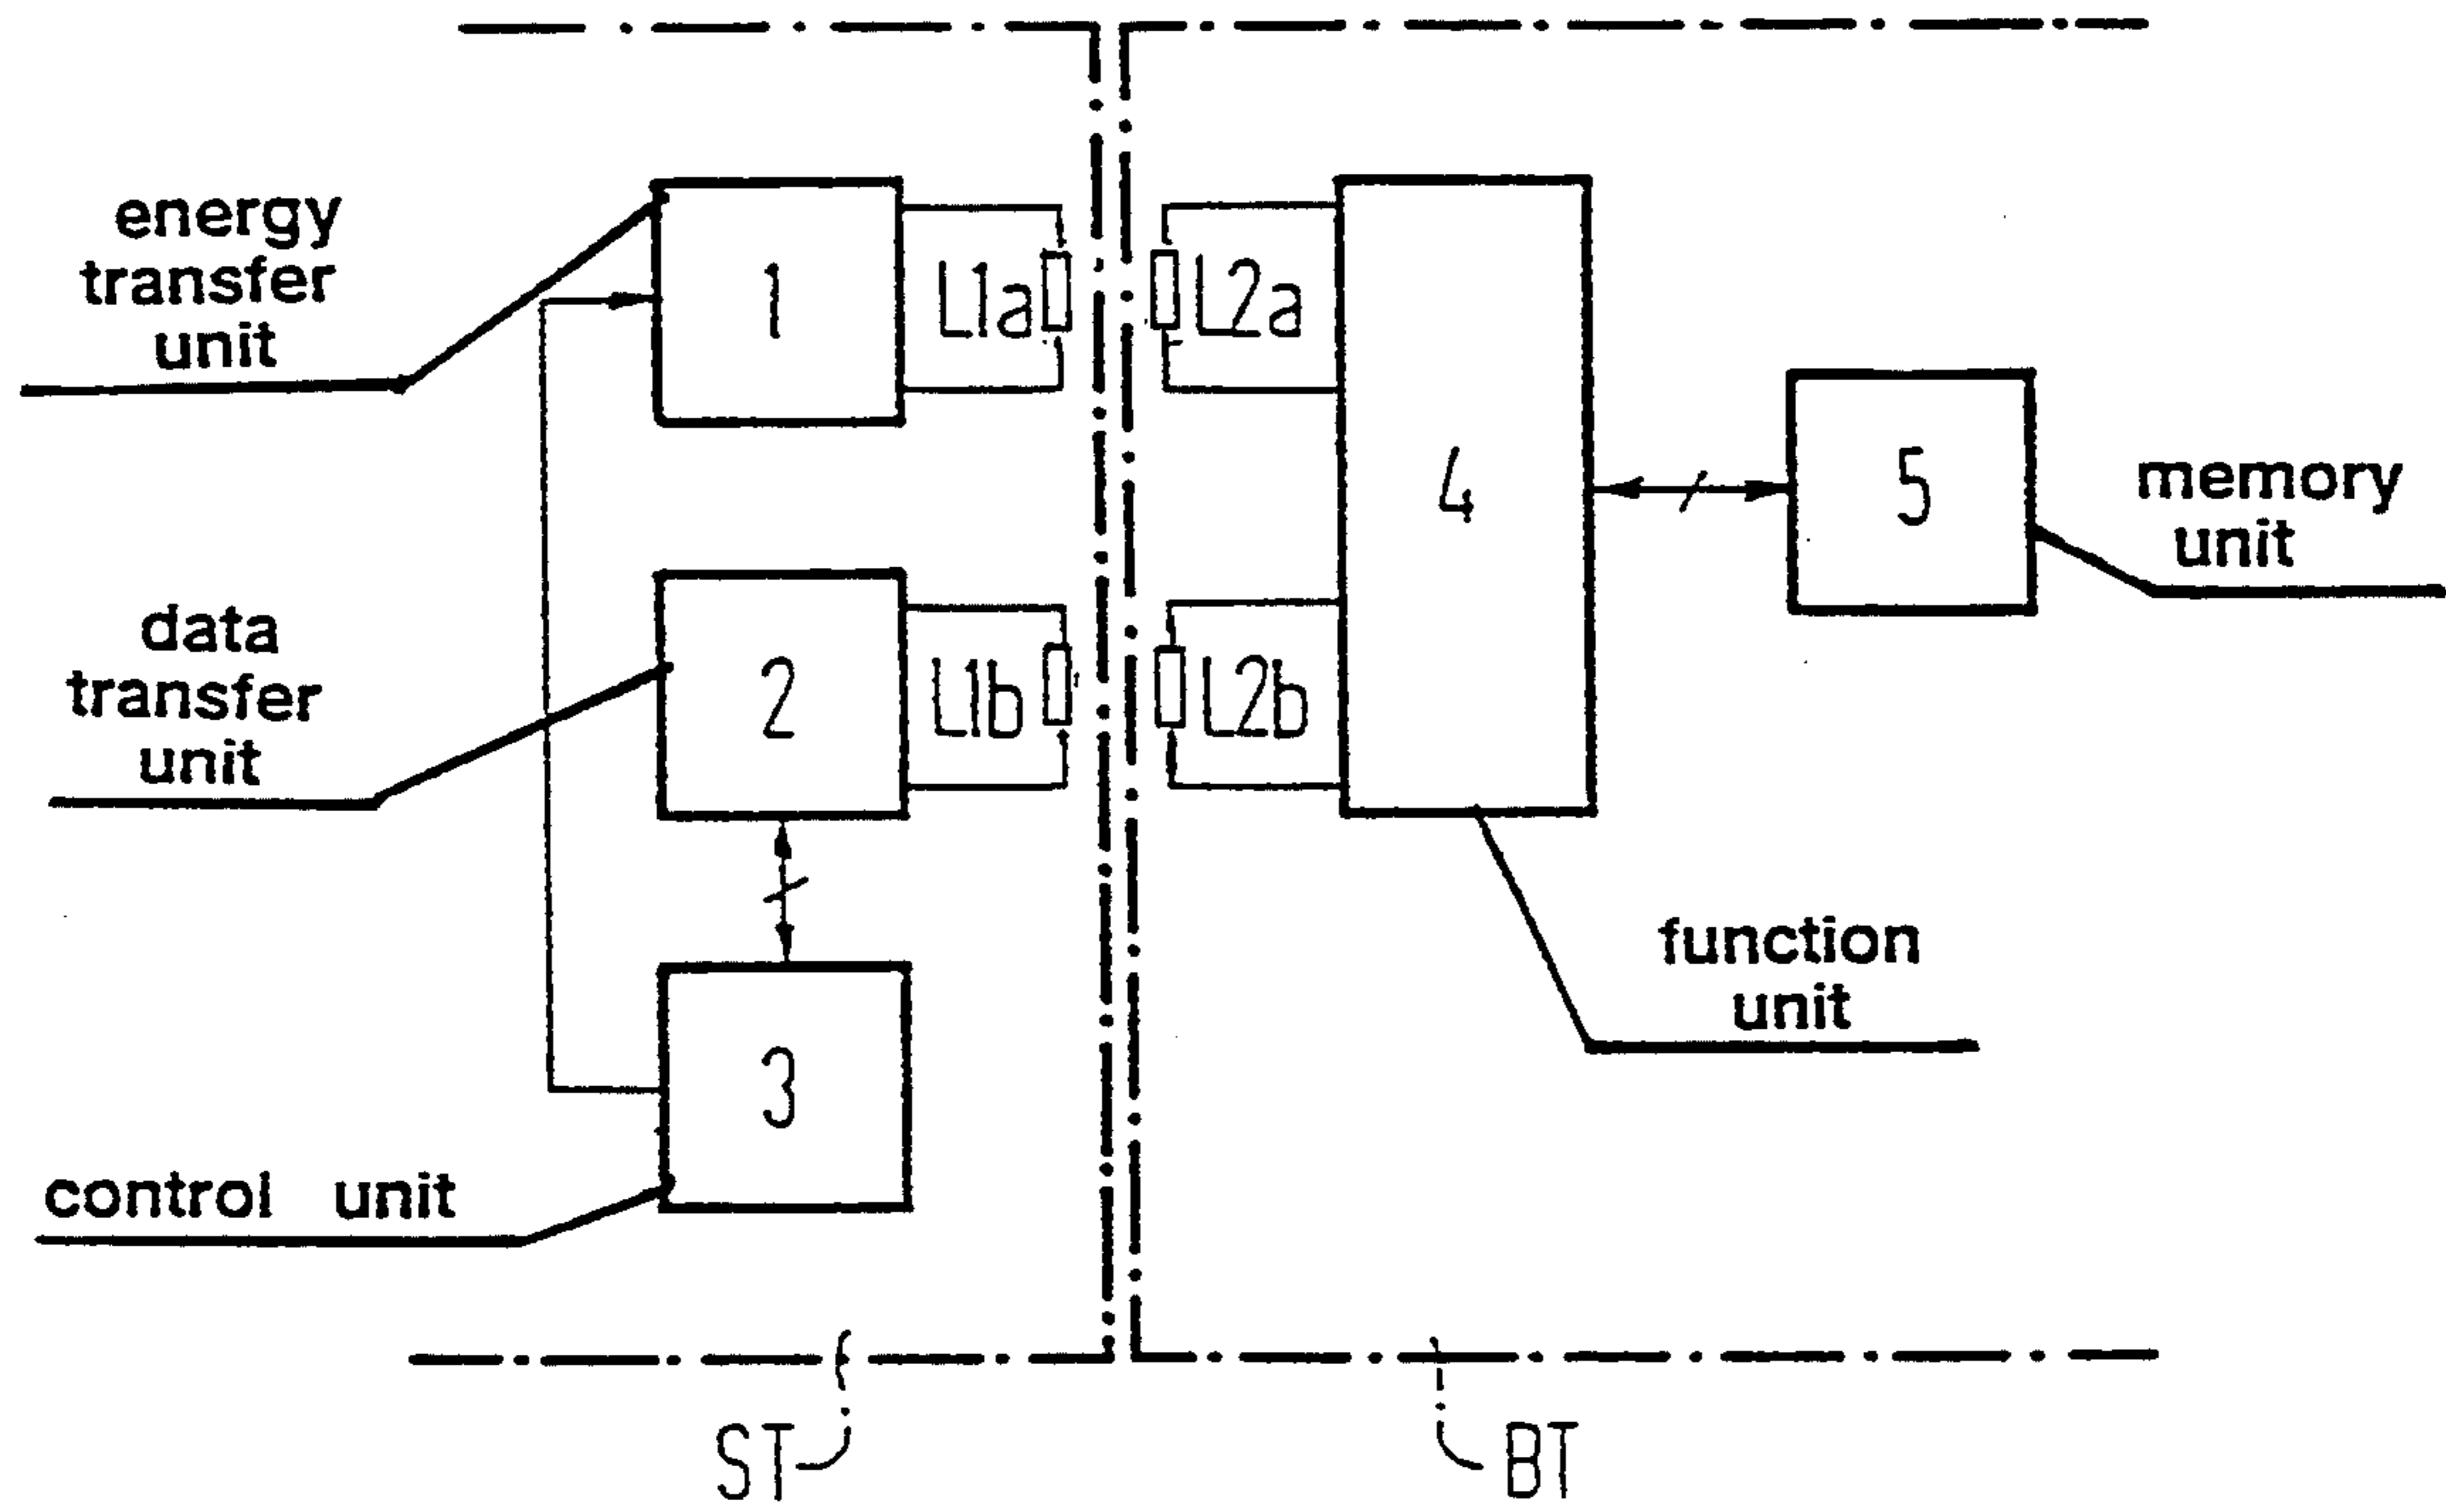 energy
transfer
unit
1
L1a
L2a
4
5
memory
unit
data
transfer
unit
2
L1b
L2b
function
unit
3
control unit
ST
BT